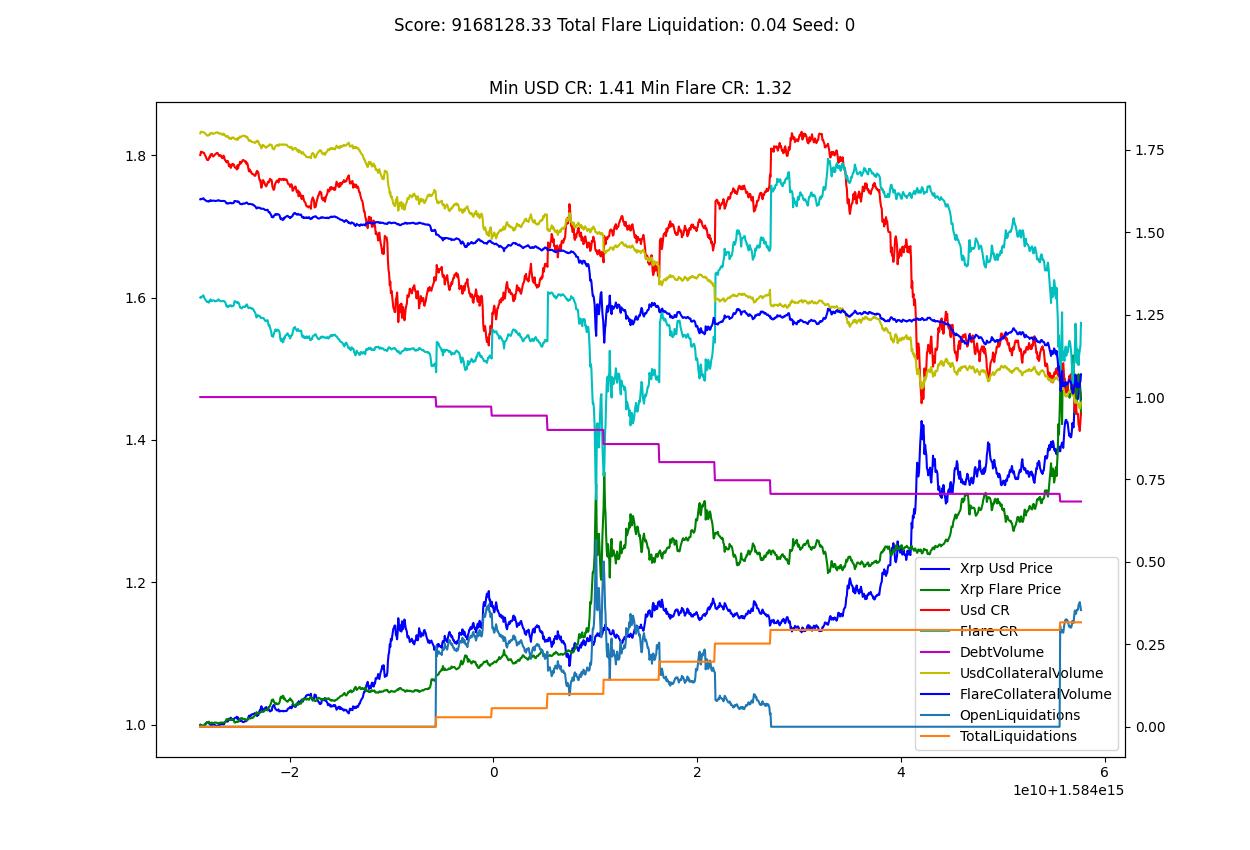 Score: 9168128.33 Total Flare Liquidation: 0.04 Seed: 0
Min USD CR: 1.41 Min Flare CR: 1.32
1.8
1.6
1.4
1.2
1.0
1.75
1.50
1.25
1.00
0.75
0.50
0.25
0.00
Xrp Usd Price
Xrp Flare Price
Usd CR
Flare CR
DebtVolume
UsdCollateralVolume
FlareCollateralVolume
OpenLiquidations
TotalLiquidations
−2 0 2 4 6
1e10+1.584e15